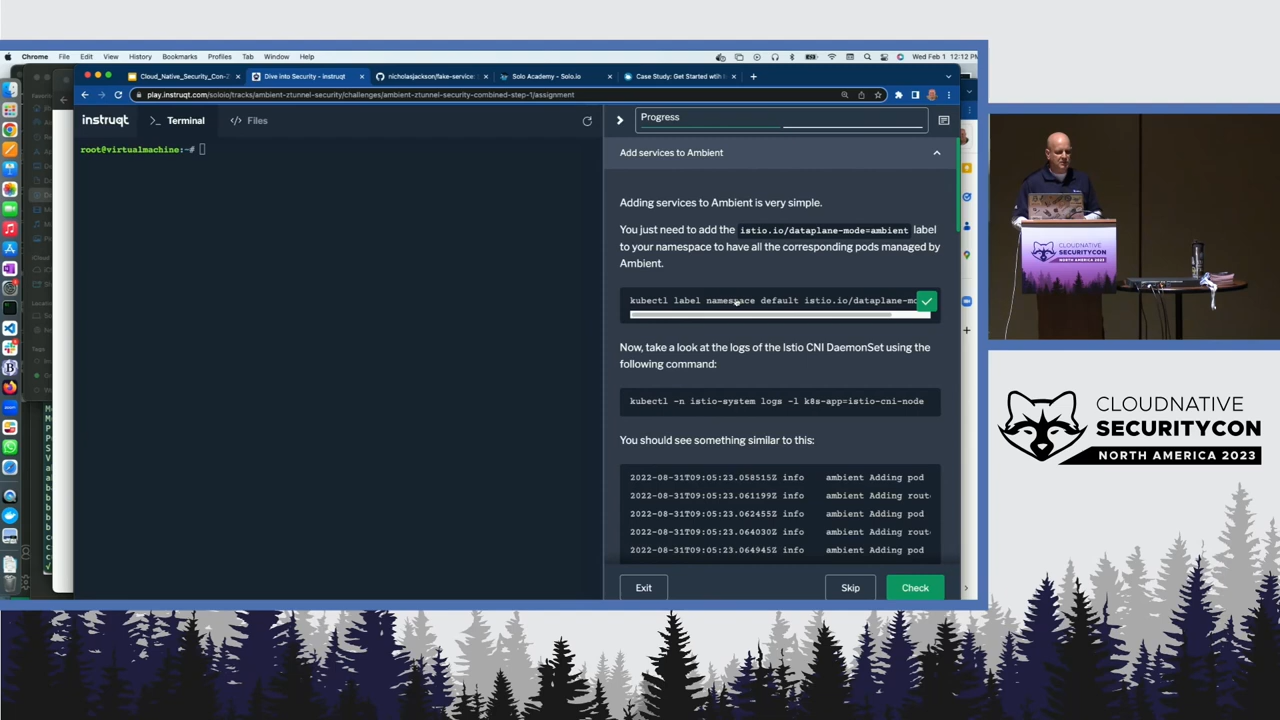 Chrome File Edit View History Bookmarks Profiles Tab Window Help
Wed Feb 1 12:12 PM
Cloud_Native_Security_Con-Z
Dive into Security - instruqt
nicholasjackson/fake-service:
Solo Academy - Solo.io
Case Study: Get Started with
play.instruqt.com/soloio/tracks/ambient-ztunnel-security/challenges/ambient-ztunnel-security-combined-step-1/assignment
instruqt
>_ Terminal
</> Files
root@virtualmachine:~#
Progress
Add services to Ambient
Adding services to Ambient is very simple.
You just need to add the istio.io/dataplane-mode=ambient label
to your namespace to have all the corresponding pods managed by
Ambient.
kubectl label namespace default istio.io/dataplane-mo
Now, take a look at the logs of the Istio CNI DaemonSet using the
following command:
kubectl -n istio-system logs -l k8s-app=istio-cni-node
You should see something similar to this:
2022-08-31T09:05:23.058515Z info ambient Adding pod
2022-08-31T09:05:23.061199Z info ambient Adding route
2022-08-31T09:05:23.062455Z info ambient Adding pod
2022-08-31T09:05:23.064030Z info ambient Adding route
2022-08-31T09:05:23.064945Z info ambient Adding pod
Exit
Skip
Check
CLOUDNATIVE
SECURITYCON
NORTH AMERICA 2023
CLOUDNATIVE
SECURITYCON
NORTH AMERICA 2023